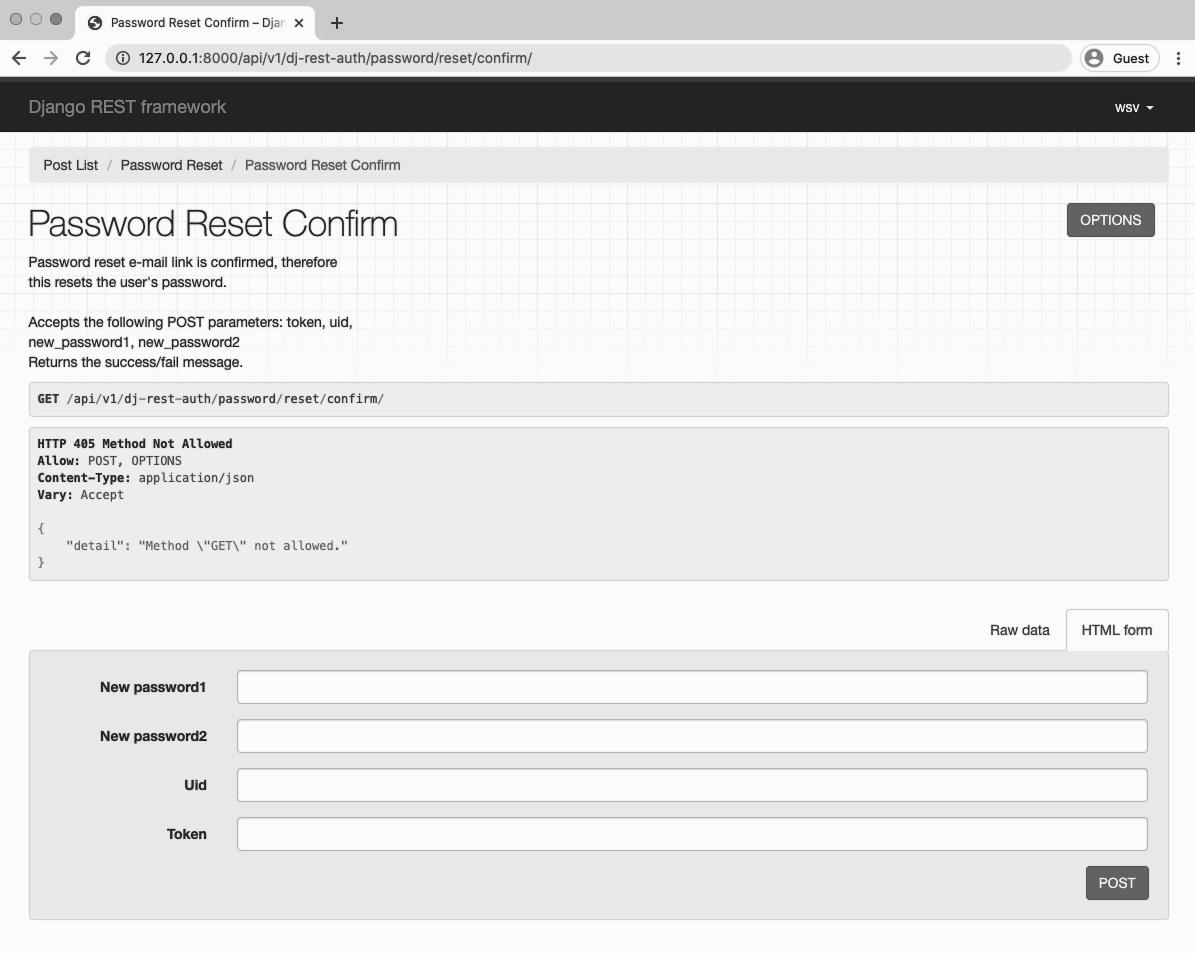 Password Reset Confirm – Djan
127.0.0.1:8000/api/v1/dj-rest-auth/password/reset/confirm/
Guest
Django REST framework
wsv
Post List / Password Reset / Password Reset Confirm
Password Reset Confirm
OPTIONS
Password reset e-mail link is confirmed, therefore
this resets the user's password.
Accepts the following POST parameters: token, uid,
new_password1, new_password2
Returns the success/fail message.
GET /api/v1/dj-rest-auth/password/reset/confirm/
HTTP 405 Method Not Allowed
Allow: POST, OPTIONS
Content-Type: application/json
Vary: Accept
{
"detail": "Method \"GET\" not allowed."
}
Raw data
HTML form
New password1
New password2
Uid
Token
POST